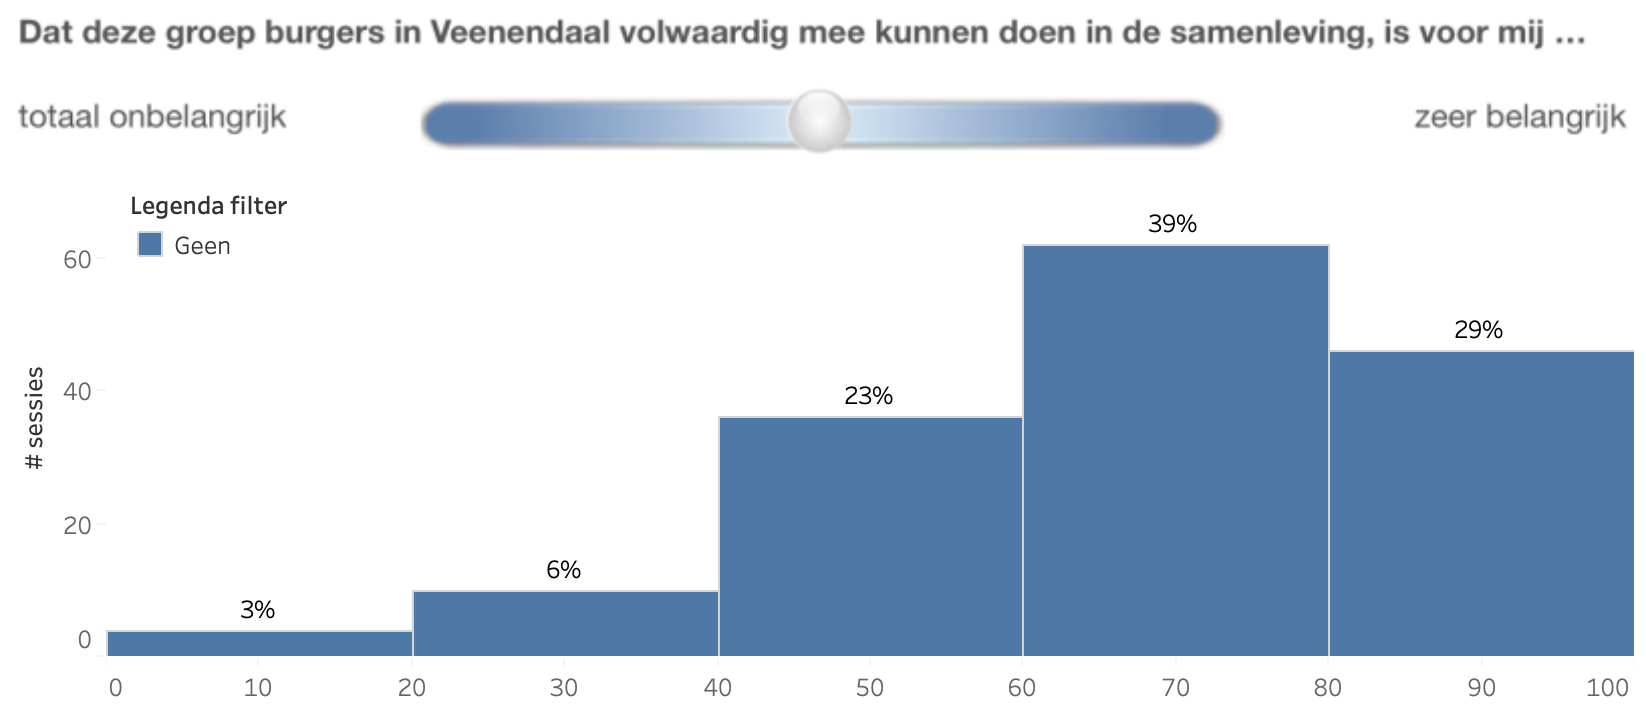 Dat deze groep burgers in Veenendaal volwaardig mee kunnen doen in de samenleving, is voor mij ...
totaal onbelangrijk
zeer belangrijk
Legenda filter
Geen
# sessies
60
40
20
0
3%
6%
23%
39%
29%
0 10 20 30 40 50 60 70 80 90 100